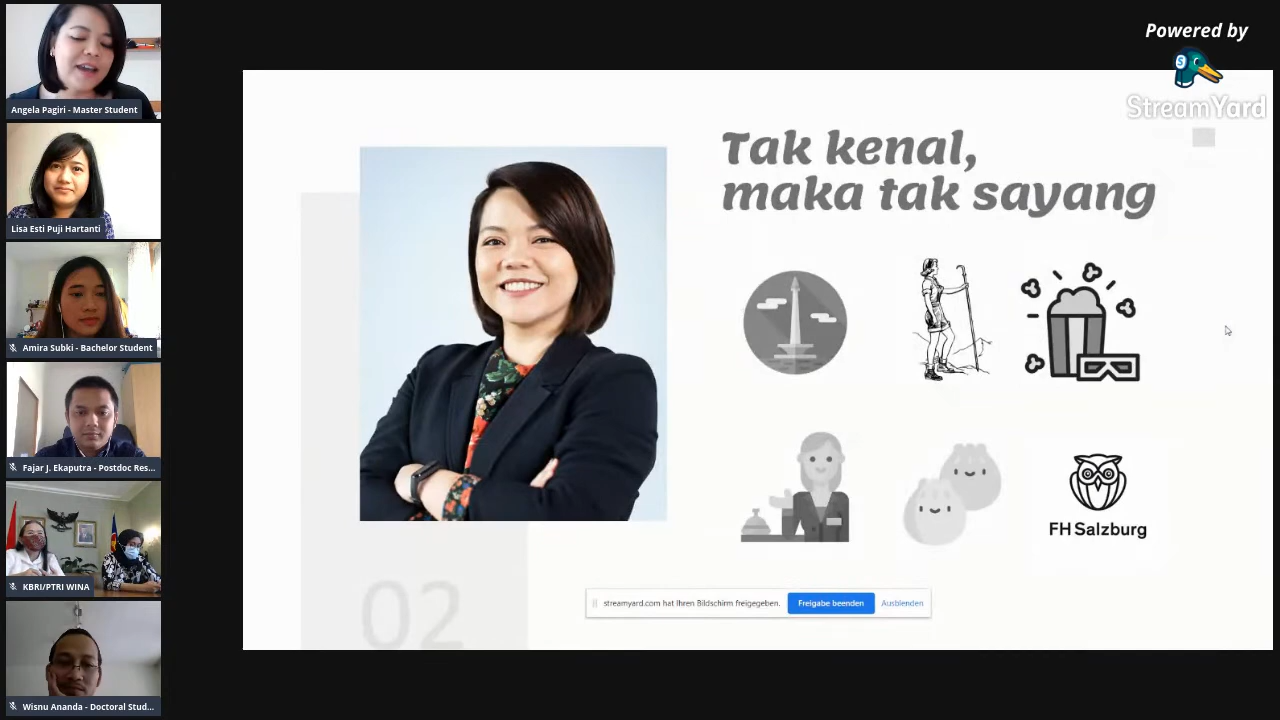 Powered by
StreamYard
Angela Pagiri - Master Student
Lisa Esti Puji Hartanti
Amira Subki - Bachelor Student
Fajar J. Ekaputra - Postdoc Res...
KBRI/PTRI WINA
Wisnu Ananda - Doctoral Stud...
Tak kenal,
maka tak sayang
FH Salzburg
02
streamyard.com hat Ihren Bildschirm freigegeben. Freigabe beenden Ausblenden